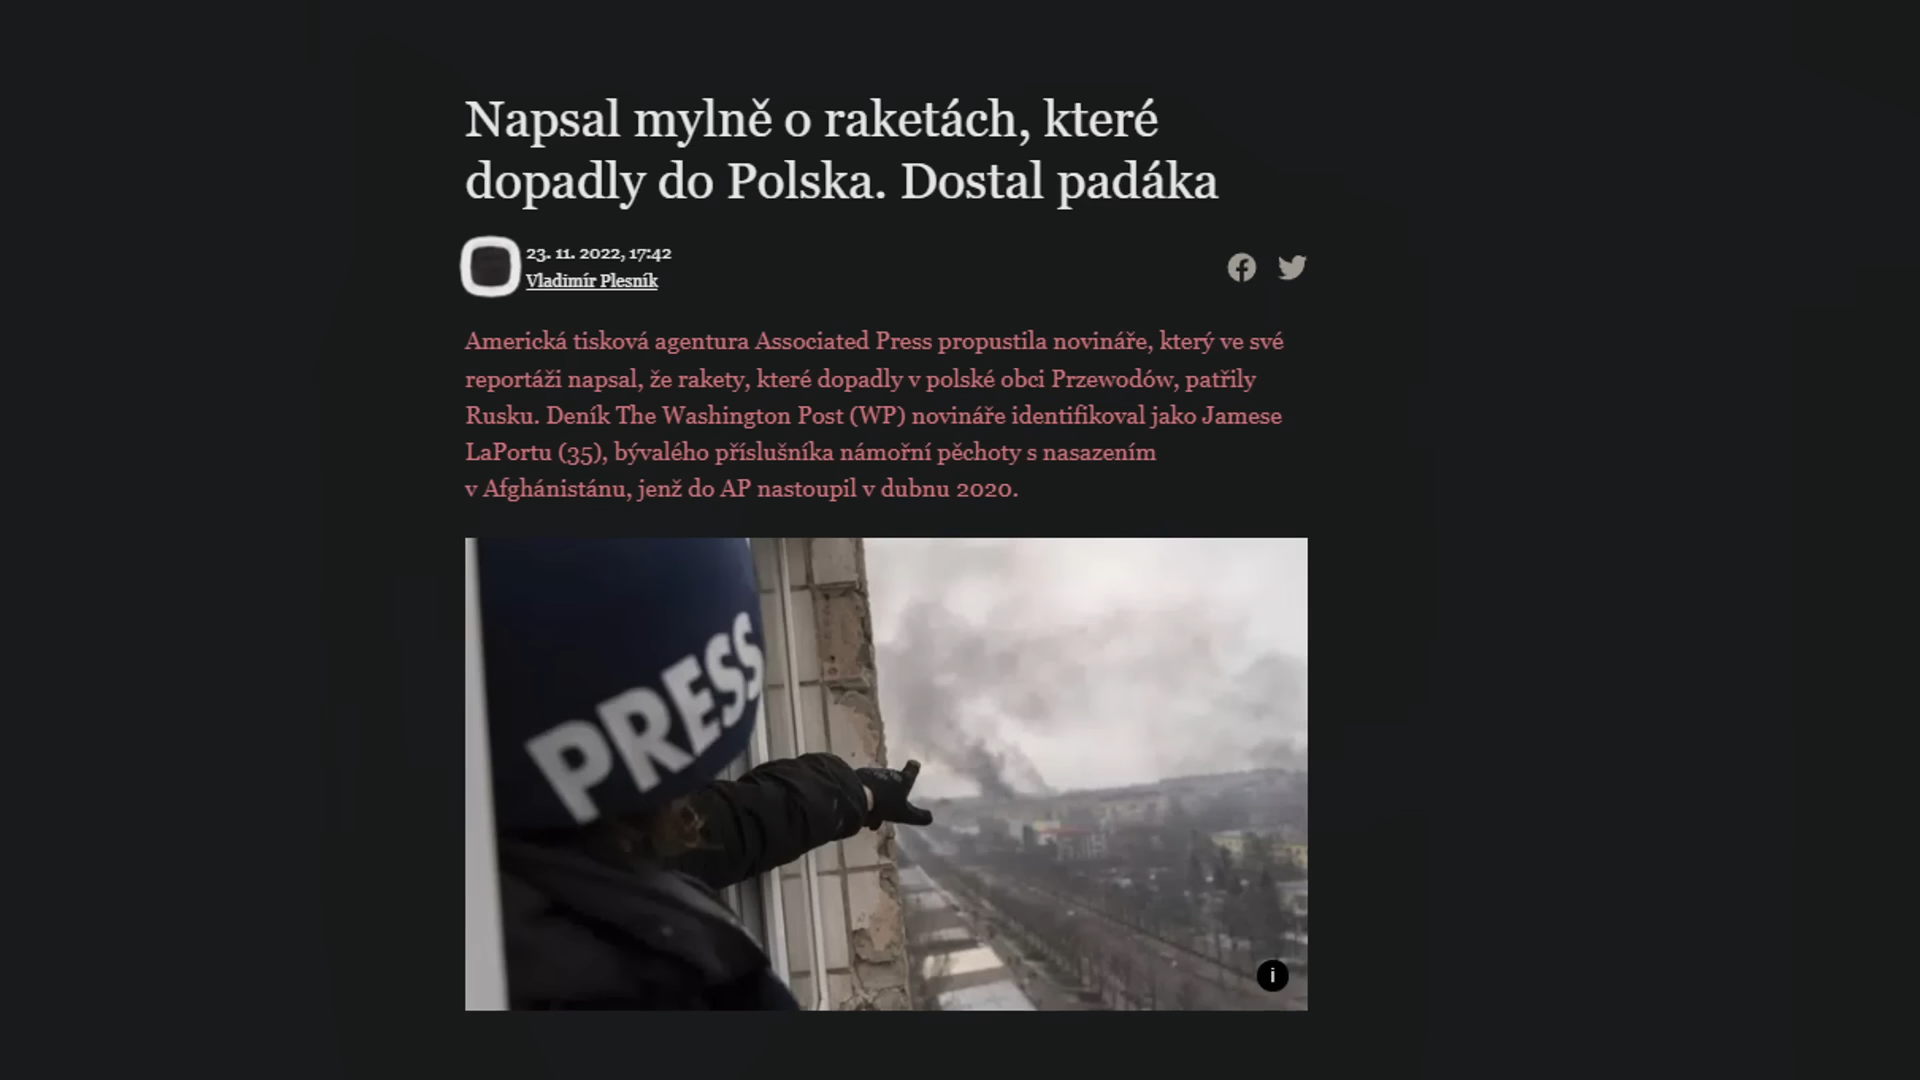 Napsal mylně o raketách, které
dopadly do Polska. Dostal padáka
23. 11. 2022, 17:42
Vladimír Plesník
Americká tisková agentura Associated Press propustila novináře, který ve své
reportáži napsal, že rakety, které dopadly v polské obci Przewodów, patřily
Rusku. Deník The Washington Post (WP) novináře identifikoval jako Jamese
LaPortu (35), bývalého příslušníka námořní pěchoty s nasazením
v Afghánistánu, jenž do AP nastoupil v dubnu 2020.
PRESS
i